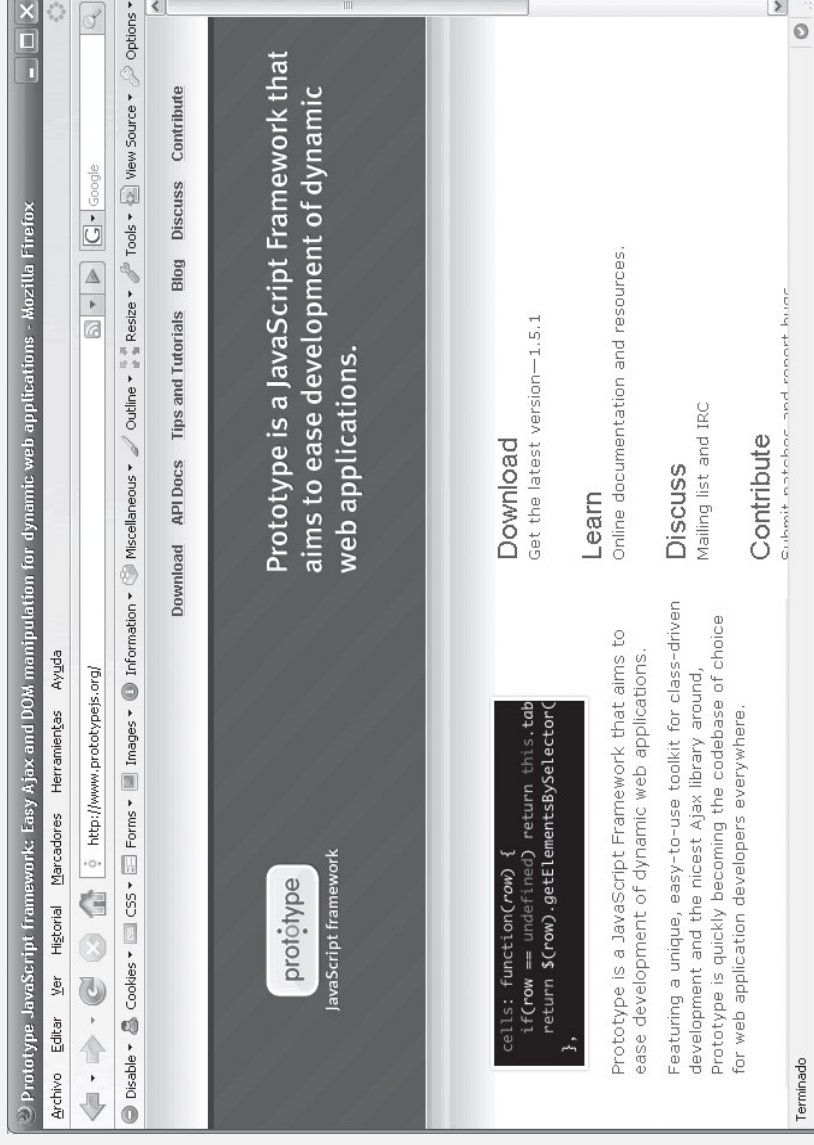 Prototype JavaScript framework: Easy Ajax and DOM manipulation for dynamic web applications - Mozilla Firefox
Archivo Editar Ver Historial Marcadores Herramientas Ayuda
http://www.prototypejs.org/ G Google
Disable Cookies CSS Forms Images Information Miscellaneous Outline Resize Tools View Source Options
Download API Docs Tips and Tutorials Blog Discuss Contribute
prototype
JavaScript framework
Prototype is a JavaScript Framework that
aims to ease development of dynamic
web applications.
cells: function(row) {
if(row == undefined) return this.tab
return $(row).getElementsBySelector(
},
Prototype is a JavaScript Framework that aims to
ease development of dynamic web applications.
Featuring a unique, easy-to-use toolkit for class-driven
development and the nicest Ajax library around,
Prototype is quickly becoming the codebase of choice
for web application developers everywhere.
Download
Get the latest version—1.5.1
Learn
Online documentation and resources.
Discuss
Mailing list and IRC
Contribute
Submit patches and report bugs
Terminado